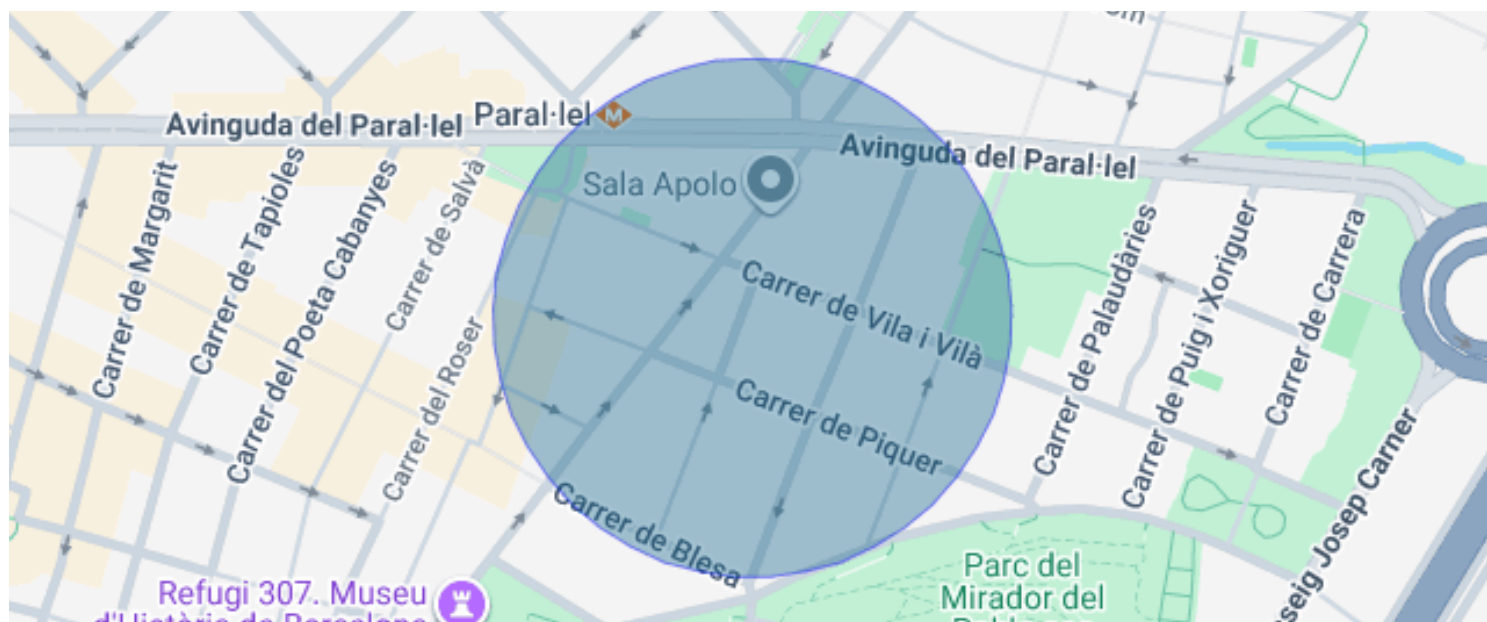 Avinguda del Paral·lel
Paral·lel
M
Avinguda del Paral·lel
Sala Apolo
Carrer de Margarit
Carrer de Tapioles
Carrer del Poeta Cabanyes
Carrer de Salvà
Carrer del Roser
Carrer de Vila i Vilà
Carrer de Piquer
Carrer de Blesa
Carrer de Palaudàries
Carrer de Puig i Xoriguer
Carrer de Carrera
Josep Carner
Refugi 307. Museu
d'Història de Barcelona
Parc del
Mirador del